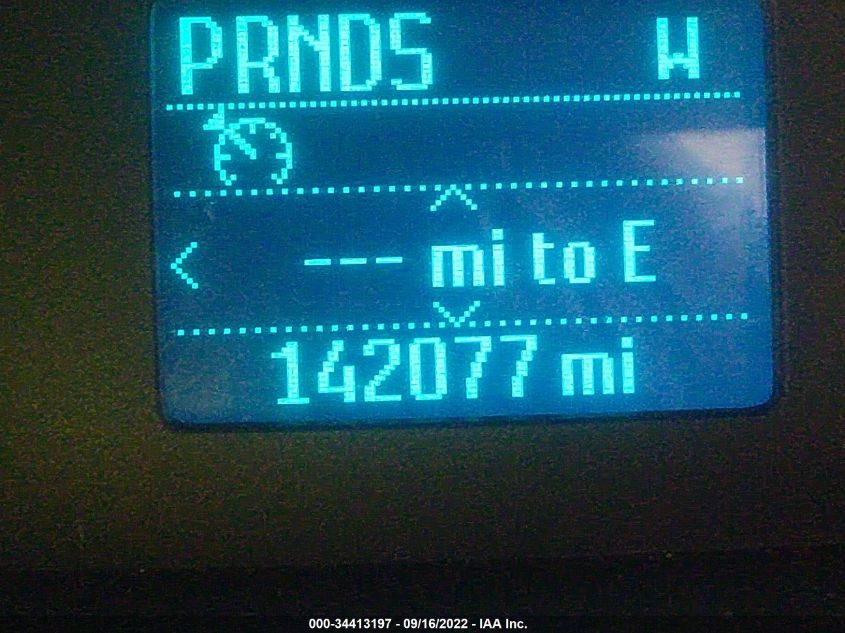 PRNDS W
--- mi to E
142077 mi
000-34413197 - 09/16/2022 - IAA Inc.